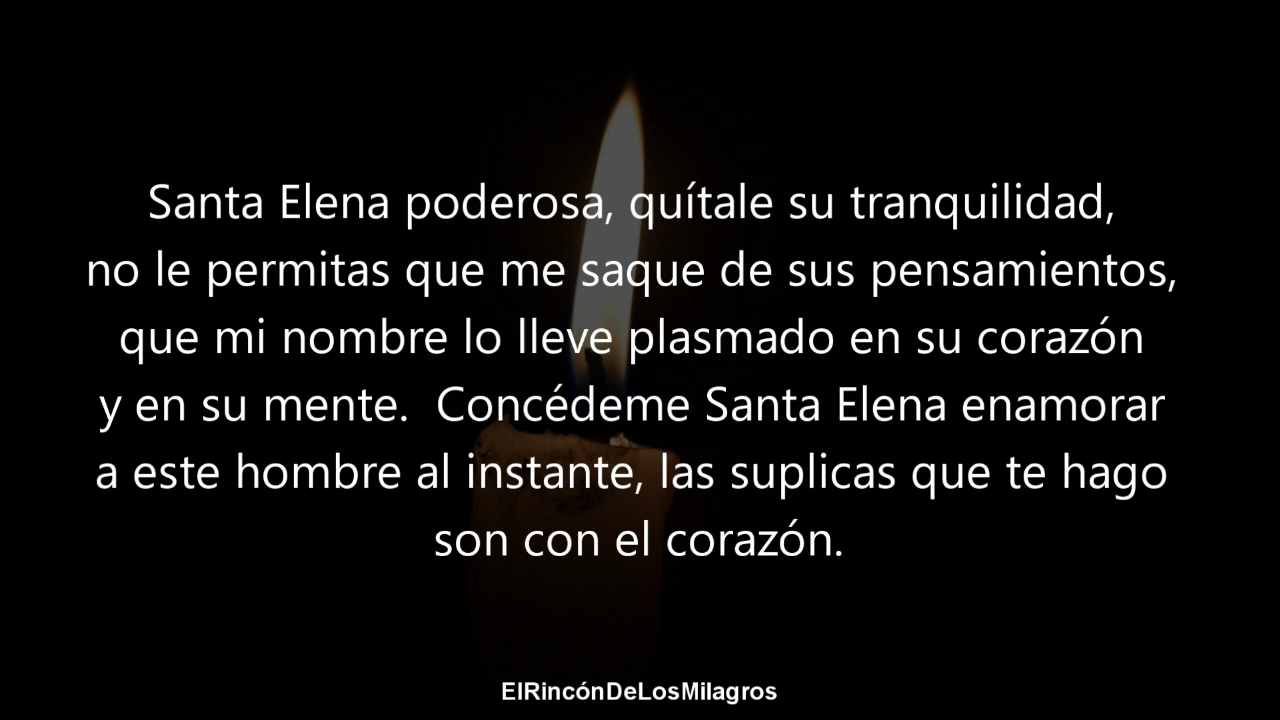 Santa Elena poderosa, quítale su tranquilidad,
no le permitas que me saque de sus pensamientos,
que mi nombre lo lleve plasmado en su corazón
y en su mente.  Concédeme Santa Elena enamorar
a este hombre al instante, las suplicas que te hago
son con el corazón.
ElRincónDeLosMilagros